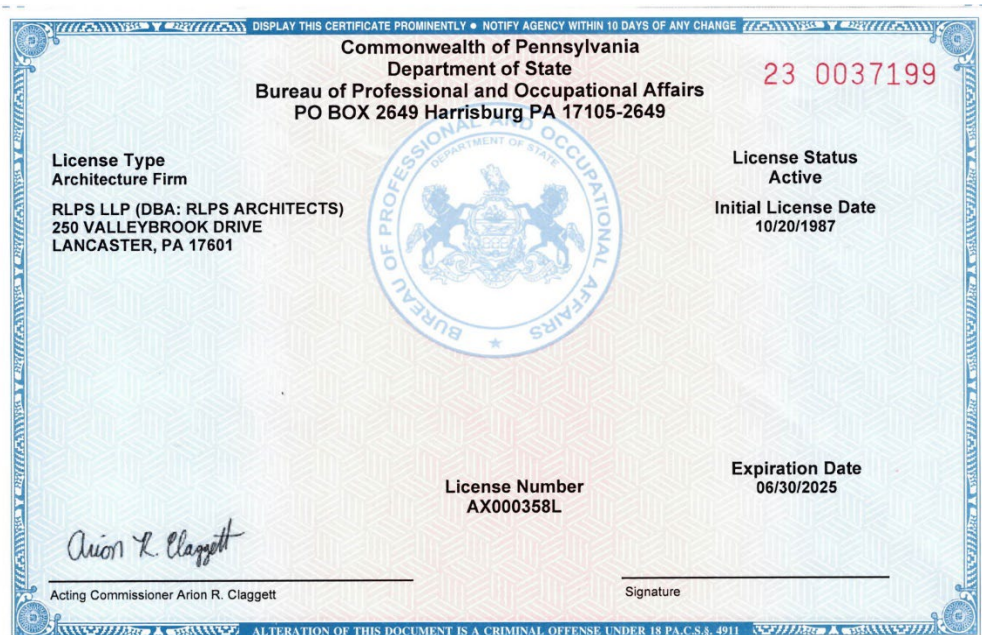 DISPLAY THIS CERTIFICATE PROMINENTLY ● NOTIFY AGENCY WITHIN 10 DAYS OF ANY CHANGE
Commonwealth of Pennsylvania
Department of State
Bureau of Professional and Occupational Affairs
PO BOX 2649 Harrisburg PA 17105-2649
23 0037199
BUREAU OF PROFESSIONAL AND OCCUPATIONAL AFFAIRS
DEPARTMENT OF STATE
License Type
Architecture Firm
RLPS LLP (DBA: RLPS ARCHITECTS)
250 VALLEYBROOK DRIVE
LANCASTER, PA 17601
License Status
Active
Initial License Date
10/20/1987
License Number
AX000358L
Expiration Date
06/30/2025
Arion R. Claggett
Acting Commissioner Arion R. Claggett
Signature
ALTERATION OF THIS DOCUMENT IS A CRIMINAL OFFENSE UNDER 18 PA.C.S.§. 4911